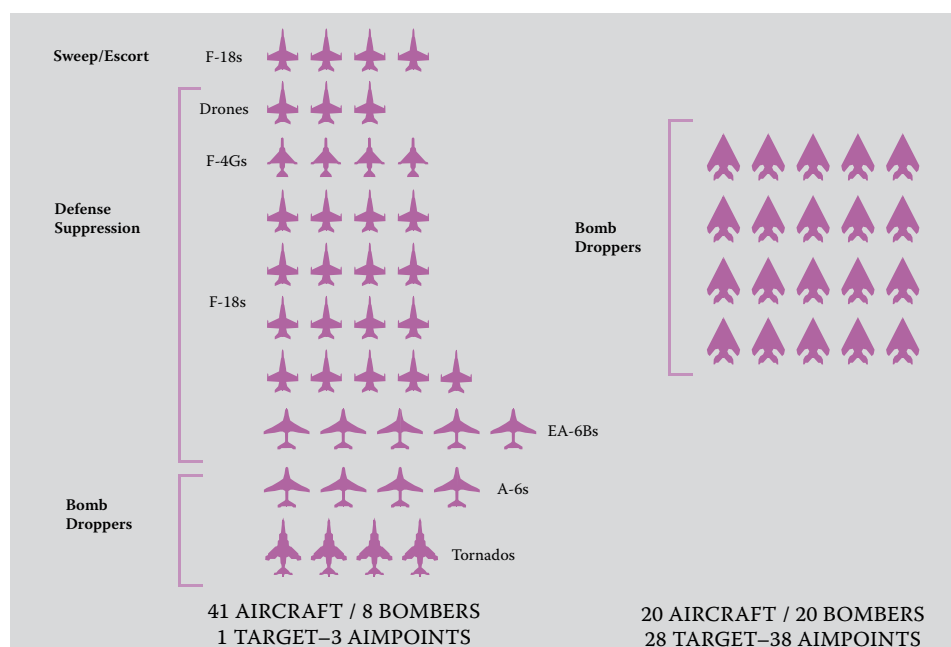 Sweep/Escort
F-18s
Drones
F-4Gs
Defense
Suppression
F-18s
EA-6Bs
Bomb
Droppers
A-6s
Tornados
41 AIRCRAFT / 8 BOMBERS
1 TARGET–3 AIMPOINTS
Bomb
Droppers
20 AIRCRAFT / 20 BOMBERS
28 TARGET–38 AIMPOINTS